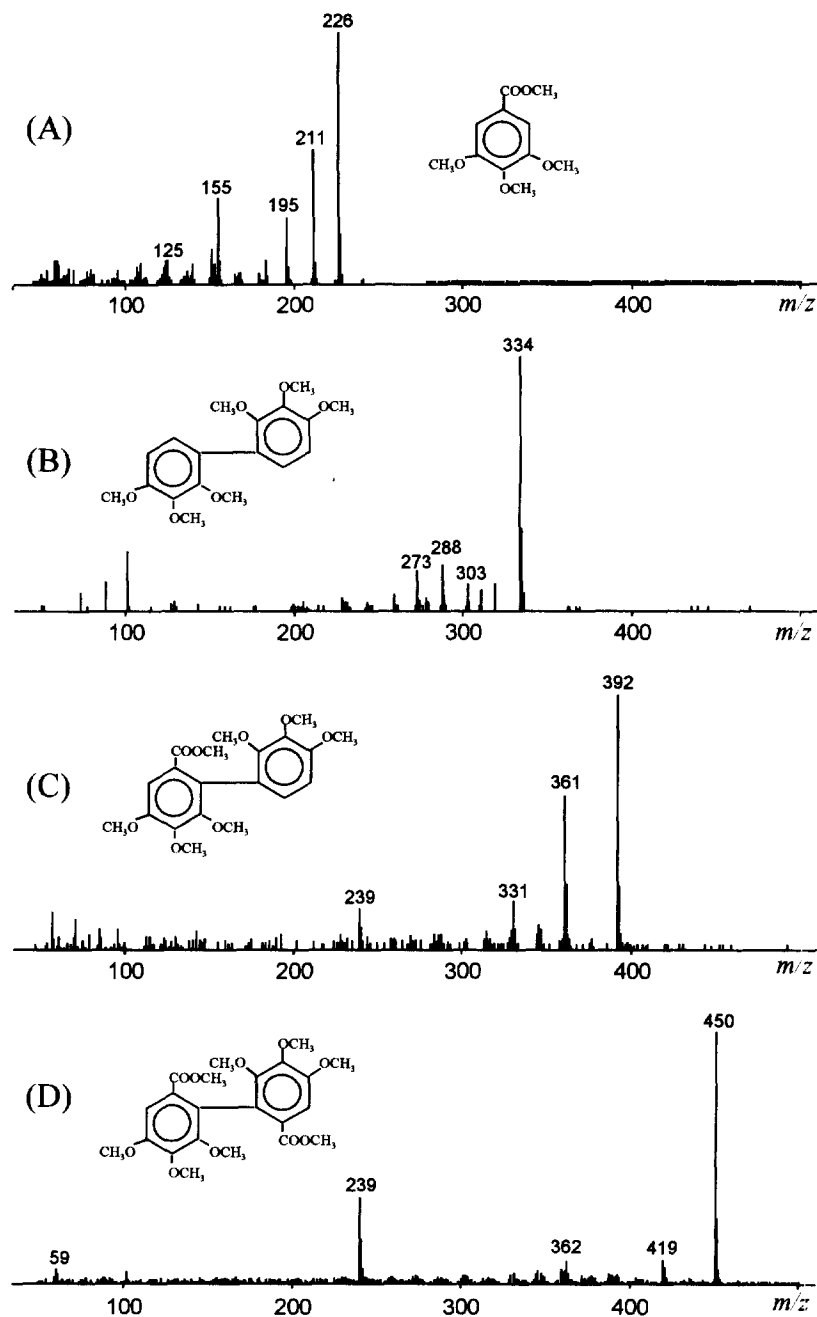 (A)
226
211
195
155
125
COOCH₃
CH₃O
OCH₃
OCH₃
100 200 300 400 m/z
(B)
334
303
288
273
OCH₃
CH₃O
OCH₃
CH₃O
OCH₃
OCH₃
100 200 300 400 m/z
(C)
392
361
331
239
OCH₃
COOCH₃
CH₃O
OCH₃
CH₃O
OCH₃
OCH₃
100 200 300 400 m/z
(D)
450
419
362
239
59
OCH₃
COOCH₃
CH₃O
OCH₃
CH₃O
OCH₃
COOCH₃
OCH₃
100 200 300 400 m/z